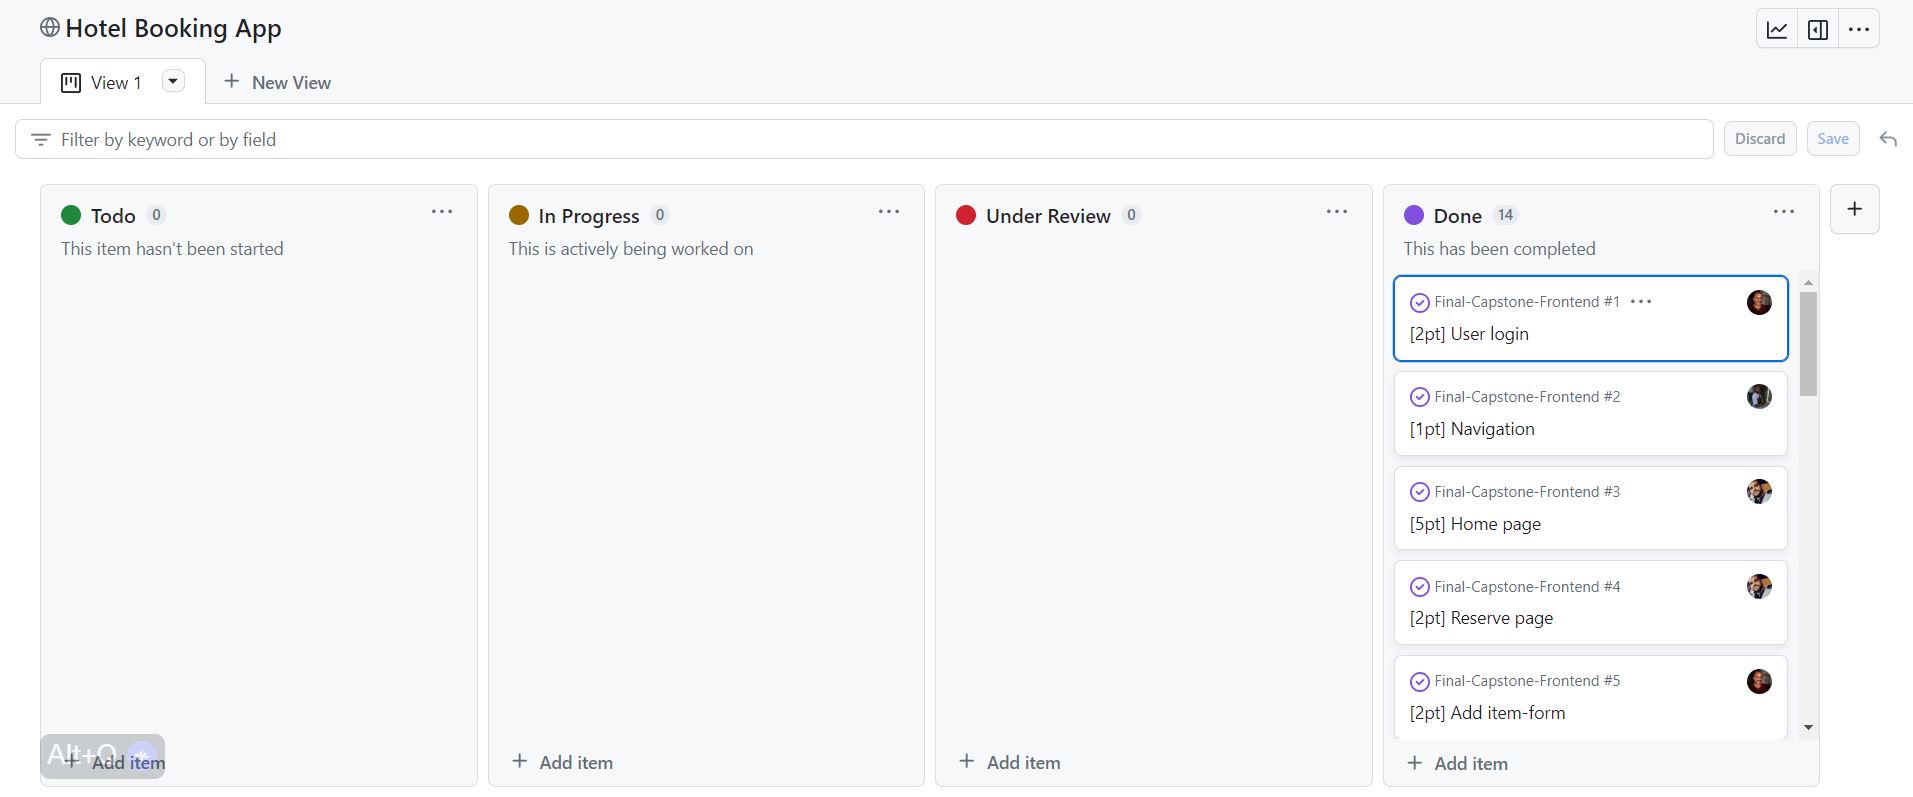 Hotel Booking App
View 1
New View
Filter by keyword or by field
Discard
Save
Todo 0
This item hasn't been started
Add item
In Progress 0
This is actively being worked on
Add item
Under Review 0
Add item
Done 14
This has been completed
Final-Capstone-Frontend #1
[2pt] User login
Final-Capstone-Frontend #2
[1pt] Navigation
Final-Capstone-Frontend #3
[5pt] Home page
Final-Capstone-Frontend #4
[2pt] Reserve page
Final-Capstone-Frontend #5
[2pt] Add item-form
Add item
Alt+Q